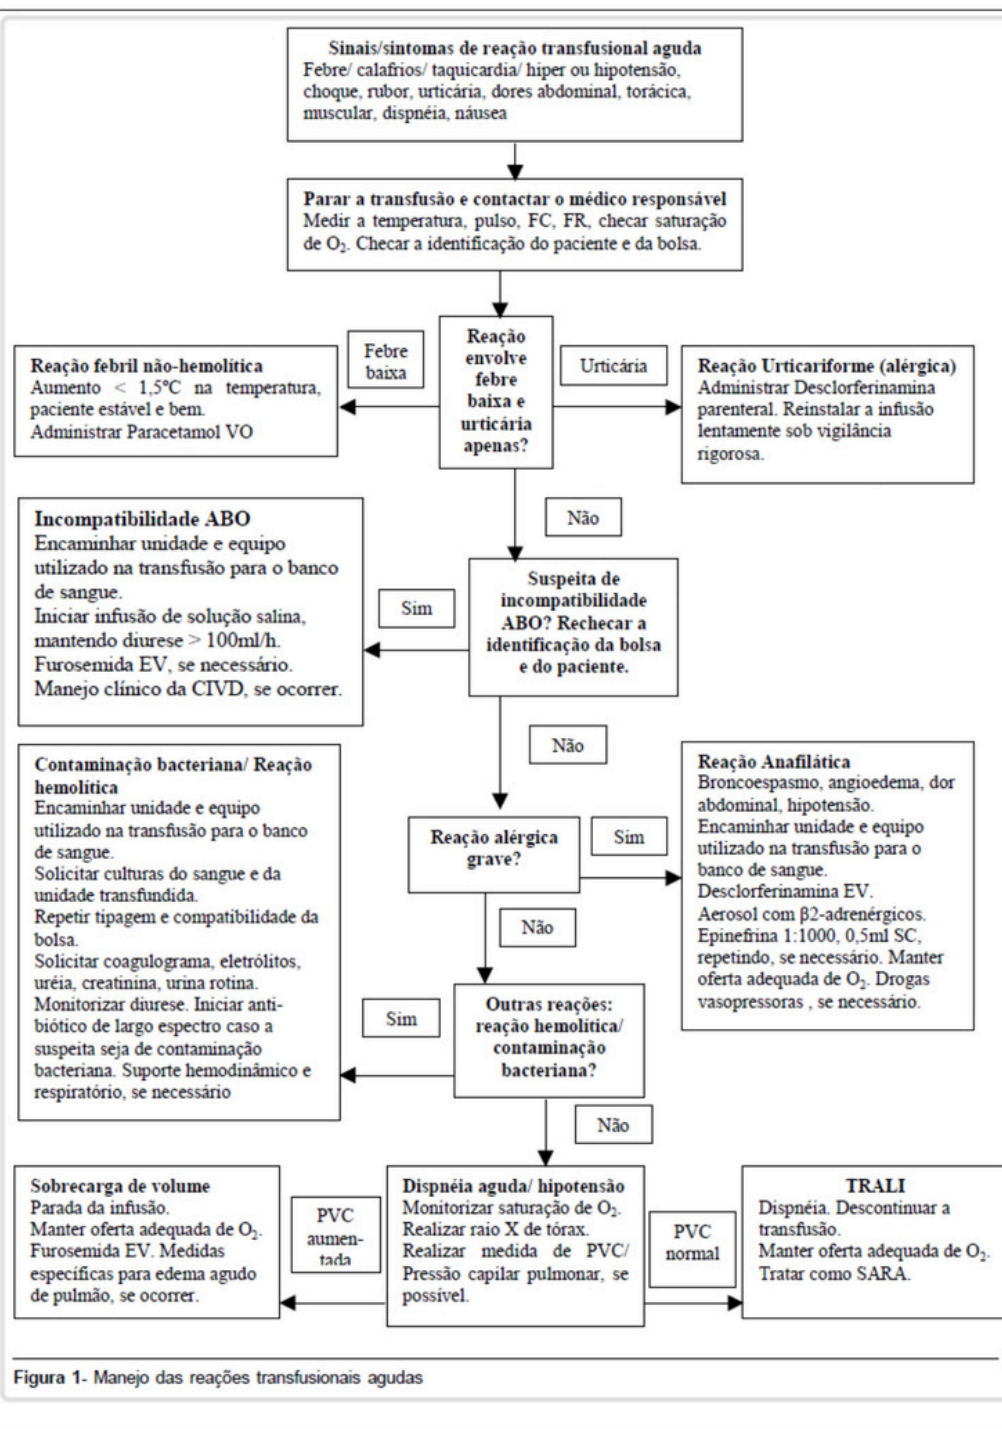 Sinais/sintomas de reação transfusional aguda
Febre/ calafrios/ taquicardia/ hiper ou hipotensão,
choque, rubor, urticária, dores abdominal, torácica,
muscular, dispnéia, náusea
Parar a transfusão e contactar o médico responsável
Medir a temperatura, pulso, FC, FR, checar saturação
de O₂. Checar a identificação do paciente e da bolsa.
Reação
envolve
febre
baixa e
urticária
apenas?
Febre
baixa
Reação febril não-hemolítica
Aumento < 1,5ºC na temperatura,
paciente estável e bem.
Administrar Paracetamol VO
Urticária
Reação Urticariforme (alérgica)
Administrar Desclorferinamina
parenteral. Reinstalar a infusão
lentamente sob vigilância
rigorosa.
Não
Suspeita de
incompatibilidade
ABO? Rechecar a
identificação da bolsa
e do paciente.
Sim
Incompatibilidade ABO
Encaminhar unidade e equipo
utilizado na transfusão para o banco
de sangue.
Iniciar infusão de solução salina,
mantendo diurese > 100ml/h.
Furosemida EV, se necessário.
Manejo clínico da CIVD, se ocorrer.
Não
Reação alérgica
grave?
Sim
Reação Anafilática
Broncoespasmo, angioedema, dor
abdominal, hipotensão.
Encaminhar unidade e equipo
utilizado na transfusão para o
banco de sangue.
Desclorferinamina EV.
Aerosol com β2-adrenérgicos.
Epinefrina 1:1000, 0,5ml SC,
repetindo, se necessário. Manter
oferta adequada de O₂. Drogas
vasopressoras , se necessário.
Não
Outras reações:
reação hemolítica/
contaminação
bacteriana?
Sim
Contaminação bacteriana/ Reação
hemolítica
Encaminhar unidade e equipo
utilizado na transfusão para o banco
de sangue.
Solicitar culturas do sangue e da
unidade transfundida.
Repetir tipagem e compatibilidade da
bolsa.
Solicitar coagulograma, eletrólitos,
uréia, creatinina, urina rotina.
Monitorizar diurese. Iniciar anti-
biótico de largo espectro caso a
suspeita seja de contaminação
bacteriana. Suporte hemodinâmico e
respiratório, se necessário
Não
Dispnéia aguda/ hipotensão
Monitorizar saturação de O₂.
Realizar raio X de tórax.
Realizar medida de PVC/
Pressão capilar pulmonar, se
possível.
PVC
aumen-
tada
Sobrecarga de volume
Parada da infusão.
Manter oferta adequada de O₂.
Furosemida EV. Medidas
específicas para edema agudo
de pulmão, se ocorrer.
PVC
normal
TRALI
Dispnéia. Descontinuar a
transfusão.
Manter oferta adequada de O₂.
Tratar como SARA.
Figura 1- Manejo das reações transfusionais agudas